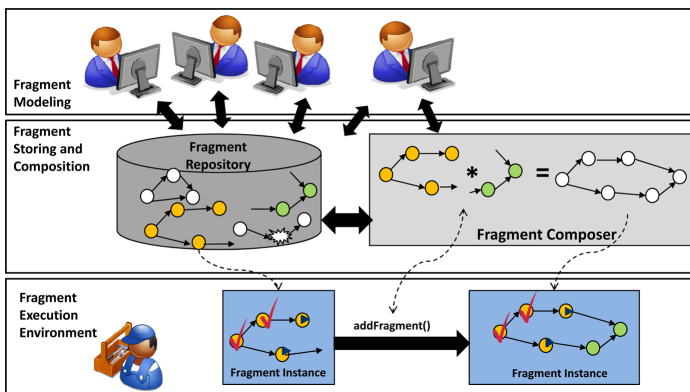 Fragment
Modeling
Fragment
Storing and
Composition
Fragment
Repository
*
=
Fragment Composer
Fragment
Execution
Environment
addFragment()
Fragment Instance
Fragment Instance